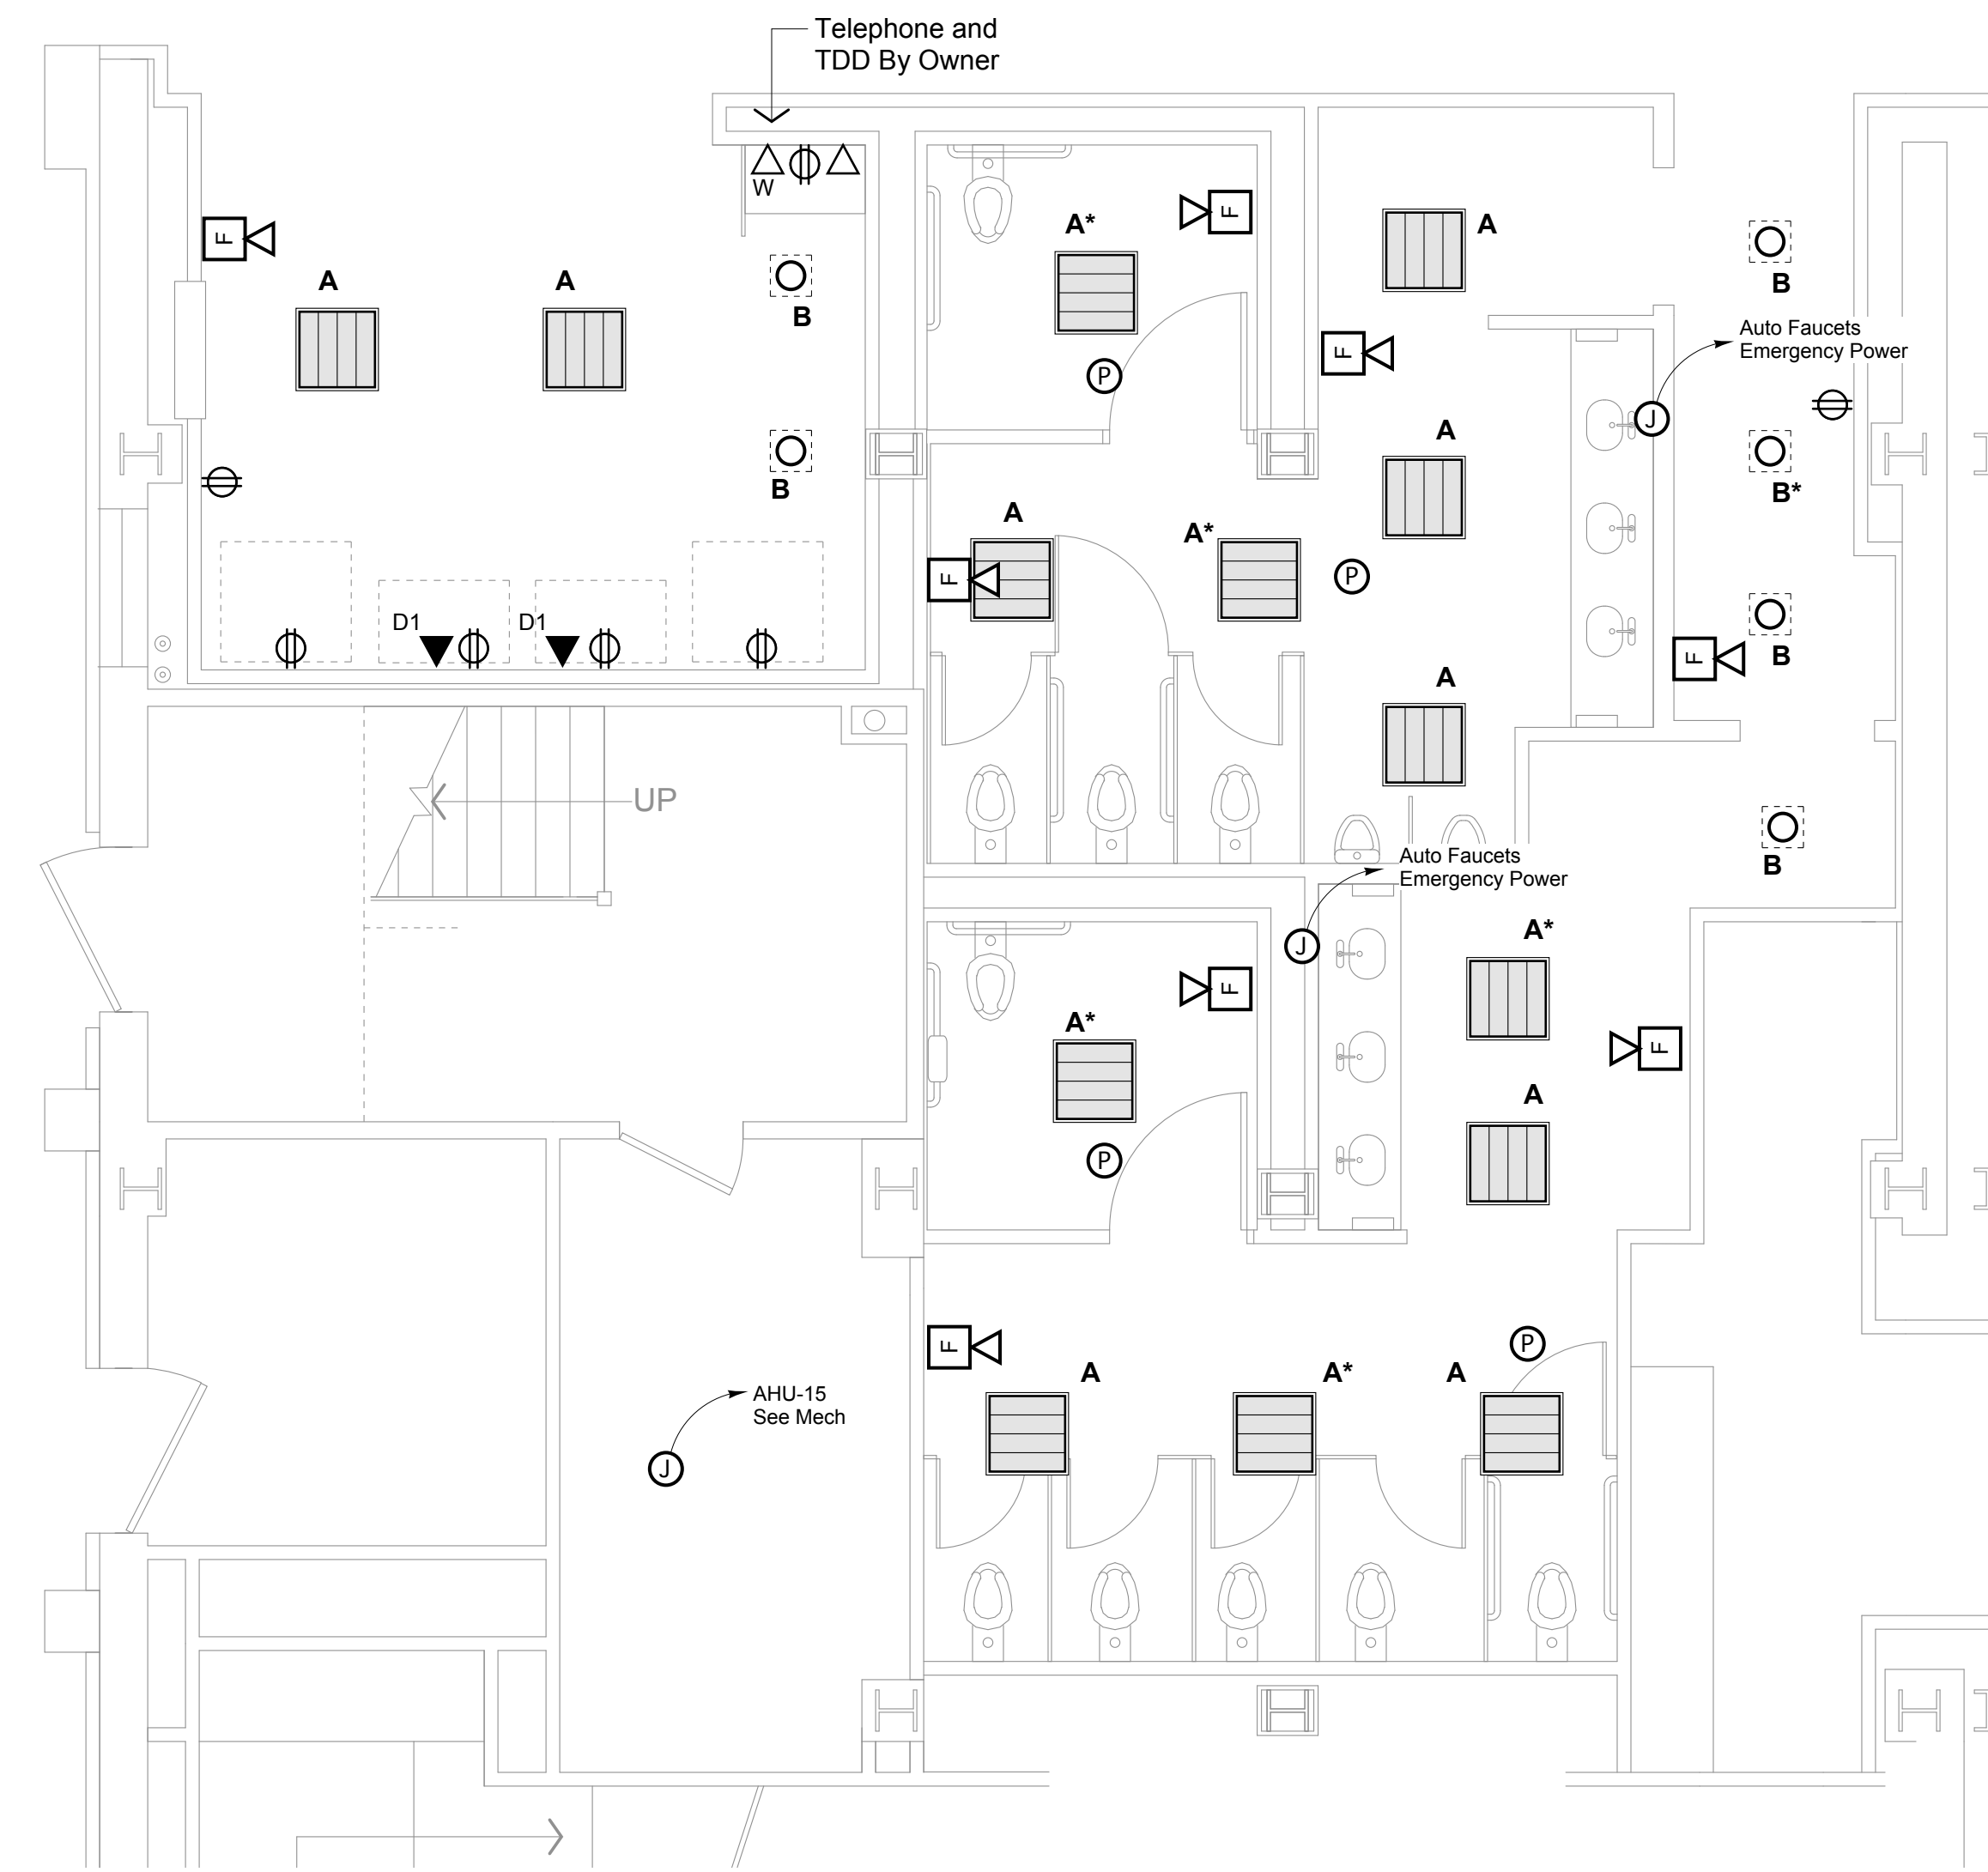 Telephone and
TDD By Owner
W
F
A*
F
A
B
F
A
A
B
B
Auto Faucets
Emergency Power
F
P
J
A
B
B*
A
A*
F
P
D1
D1
F
B
A
UP
B
Auto Faucets
Emergency Power
A*
J
F
A*
F
A
P
F
P
A
A*
A
AHU-15
See Mech
J